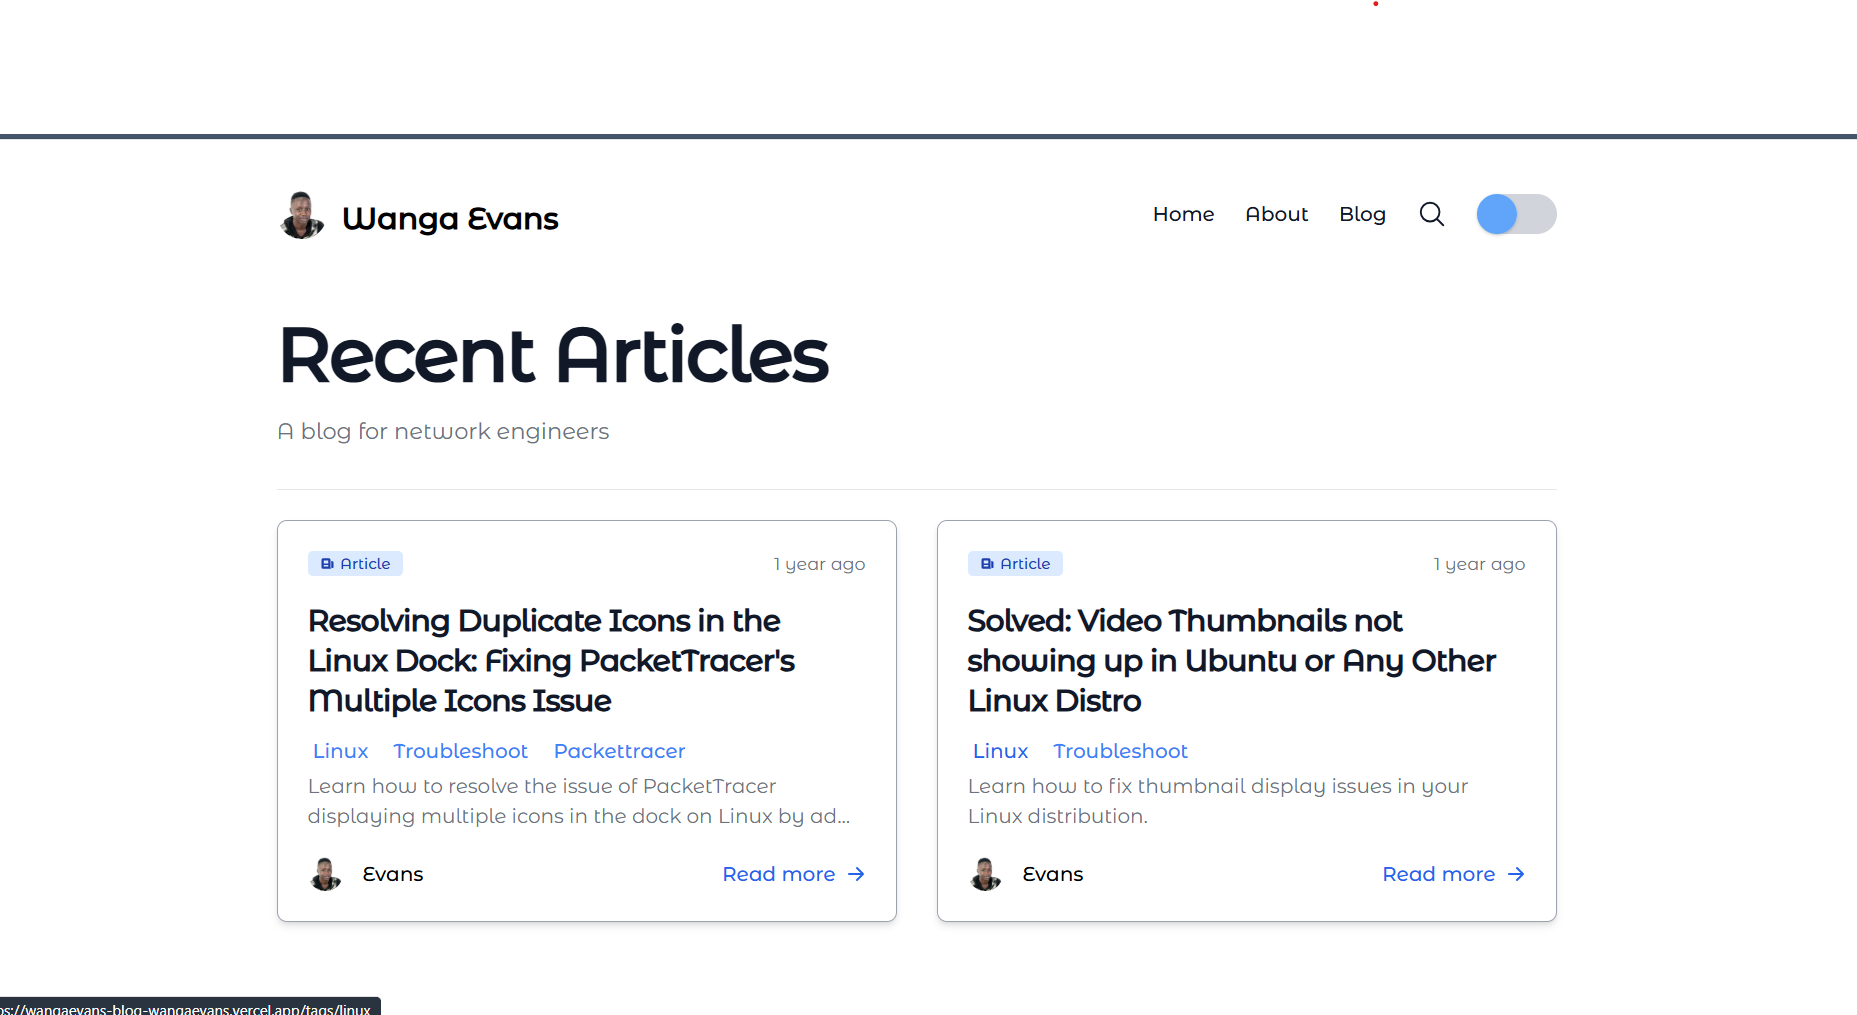 Wanga Evans
Home About Blog
Recent Articles
A blog for network engineers
Article 1 year ago
Resolving Duplicate Icons in the
Linux Dock: Fixing PacketTracer's
Multiple Icons Issue
Linux Troubleshoot Packettracer
Learn how to resolve the issue of PacketTracer
displaying multiple icons in the dock on Linux by ad...
Evans Read more →
Article 1 year ago
Solved: Video Thumbnails not
showing up in Ubuntu or Any Other
Linux Distro
Linux Troubleshoot
Learn how to fix thumbnail display issues in your
Linux distribution.
Evans Read more →
ps://wangaevans-blog-wangaevans.vercel.app/tags/linux